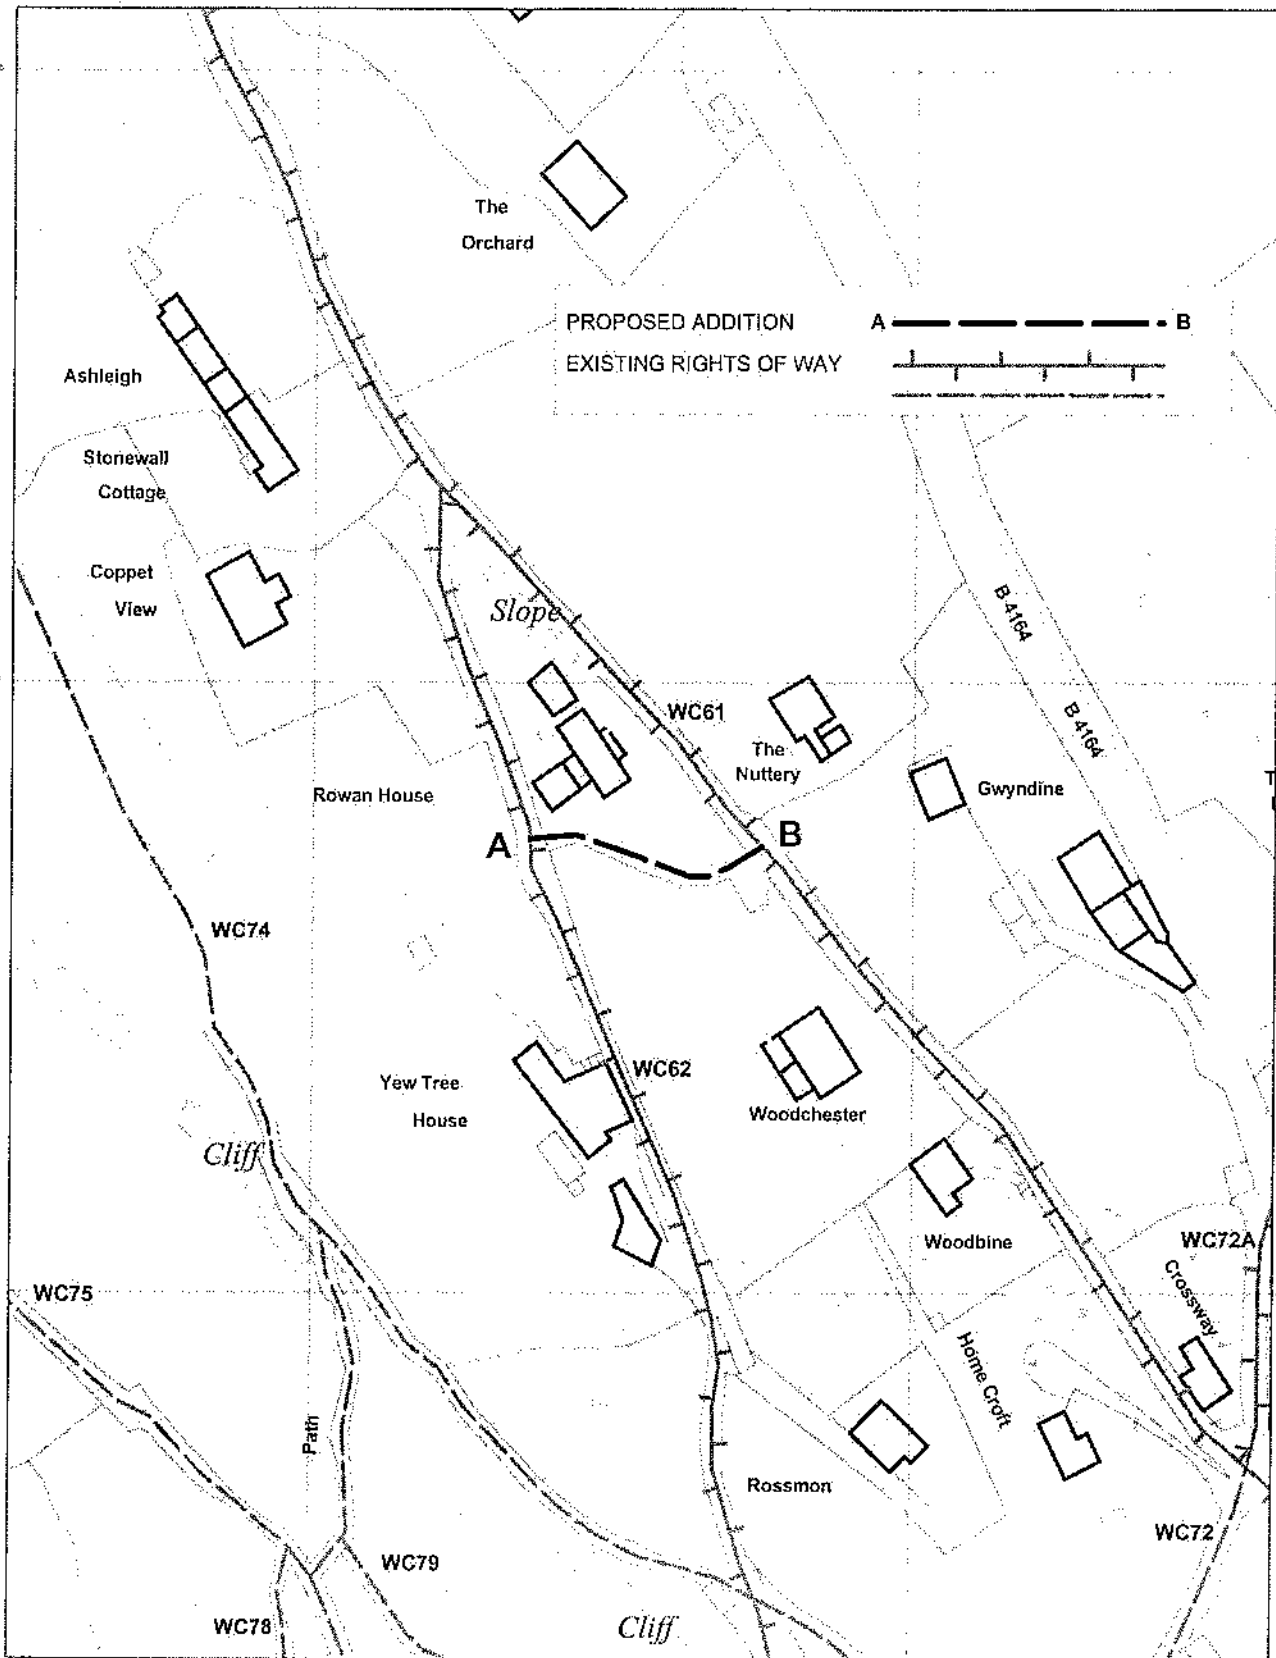 The
Orchard
PROPOSED ADDITION A B
EXISTING RIGHTS OF WAY
Ashleigh
Stonewall
Cottage
Coppet
View
Slope
B 4164
WC61
B 4164
The
Nuttery
Rowan House
Gwyndine
T
A
B
WC74
WC62
Yew Tree
House
Woodchester
Cliff
Woodbine
WC72A
WC75
Crossway
Home Croft
Path
Rossmon
WC72
WC79
WC78
Cliff